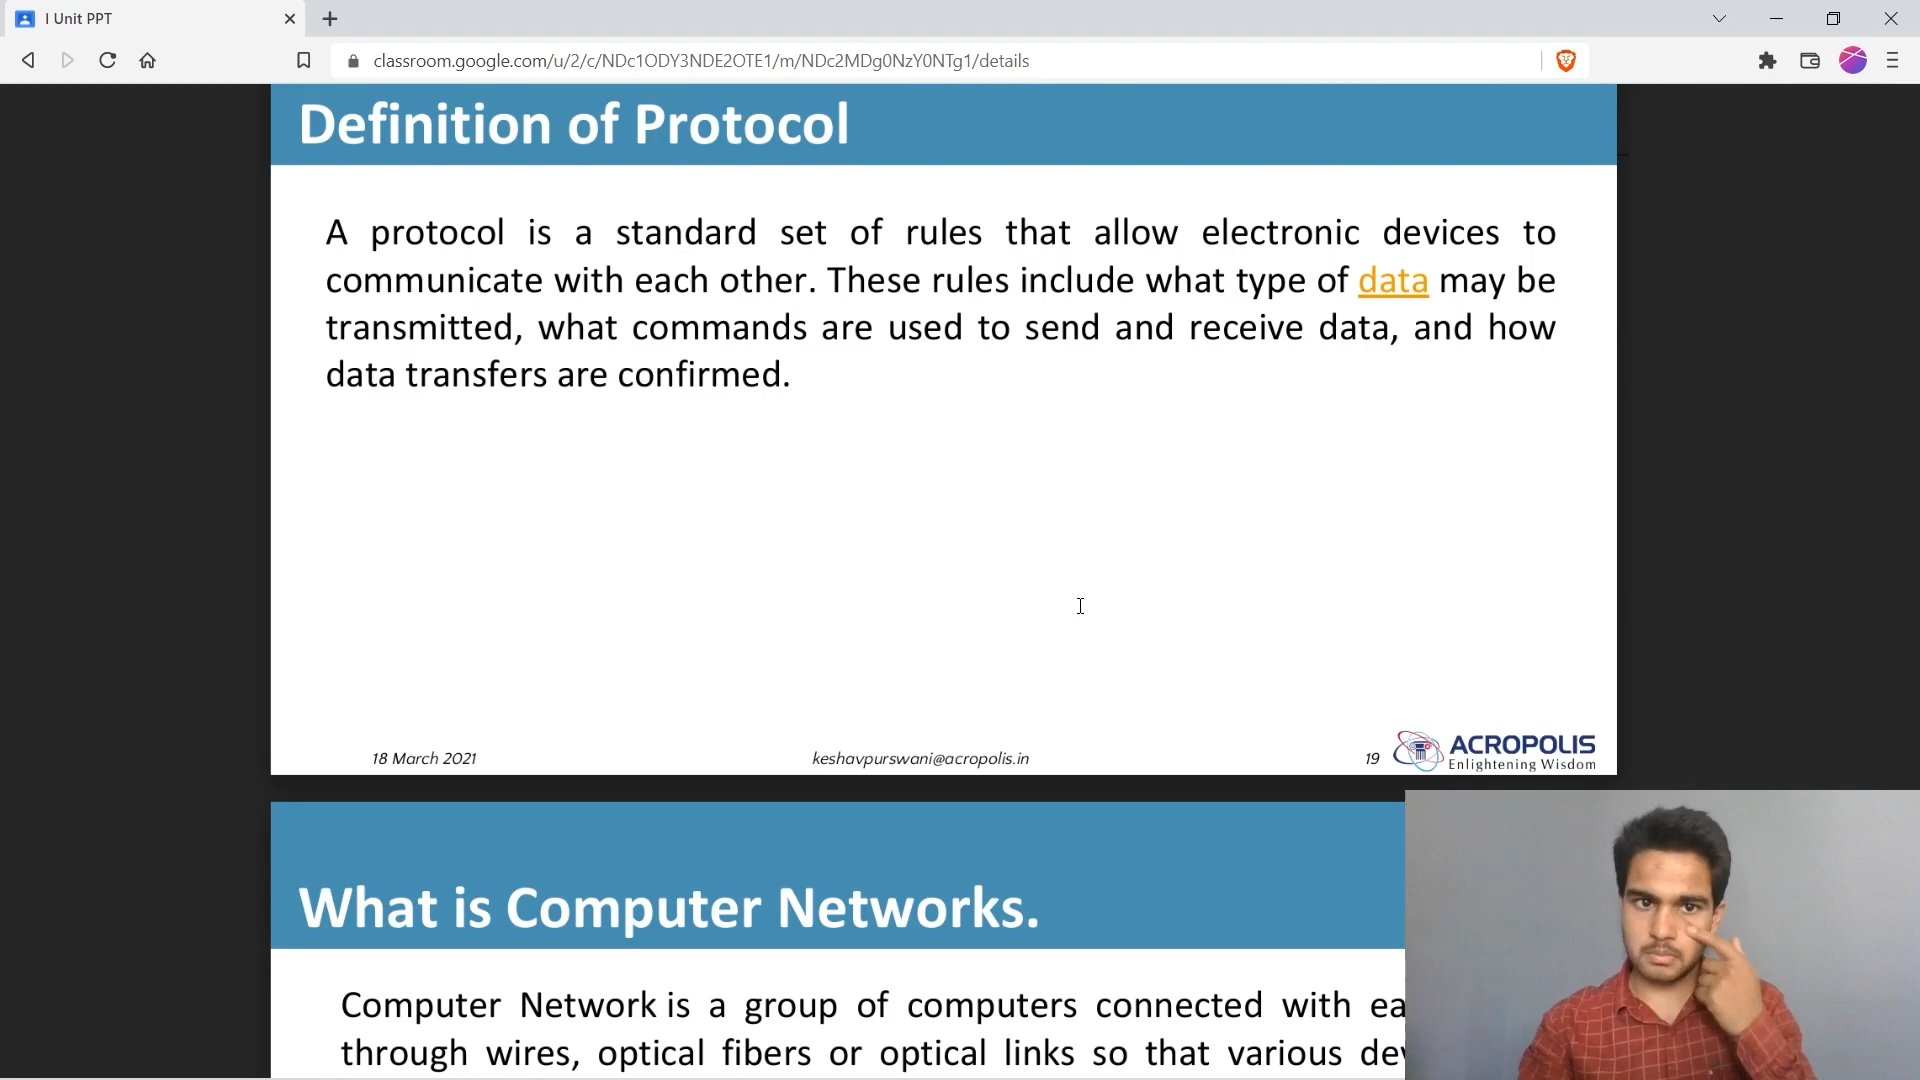 I Unit PPT
classroom.google.com/u/2/c/NDc1ODY3NDE2OTE1/m/NDc2MDg0NzY0NTg1/details
Definition of Protocol
A protocol is a standard set of rules that allow electronic devices to
communicate with each other. These rules include what type of data may be
transmitted, what commands are used to send and receive data, and how
data transfers are confirmed.
18 March 2021
keshavpurswani@acropolis.in
19
ACROPOLIS
Enlightening Wisdom
What is Computer Networks.
Computer Network is a group of computers connected with ea
through wires, optical fibers or optical links so that various dev